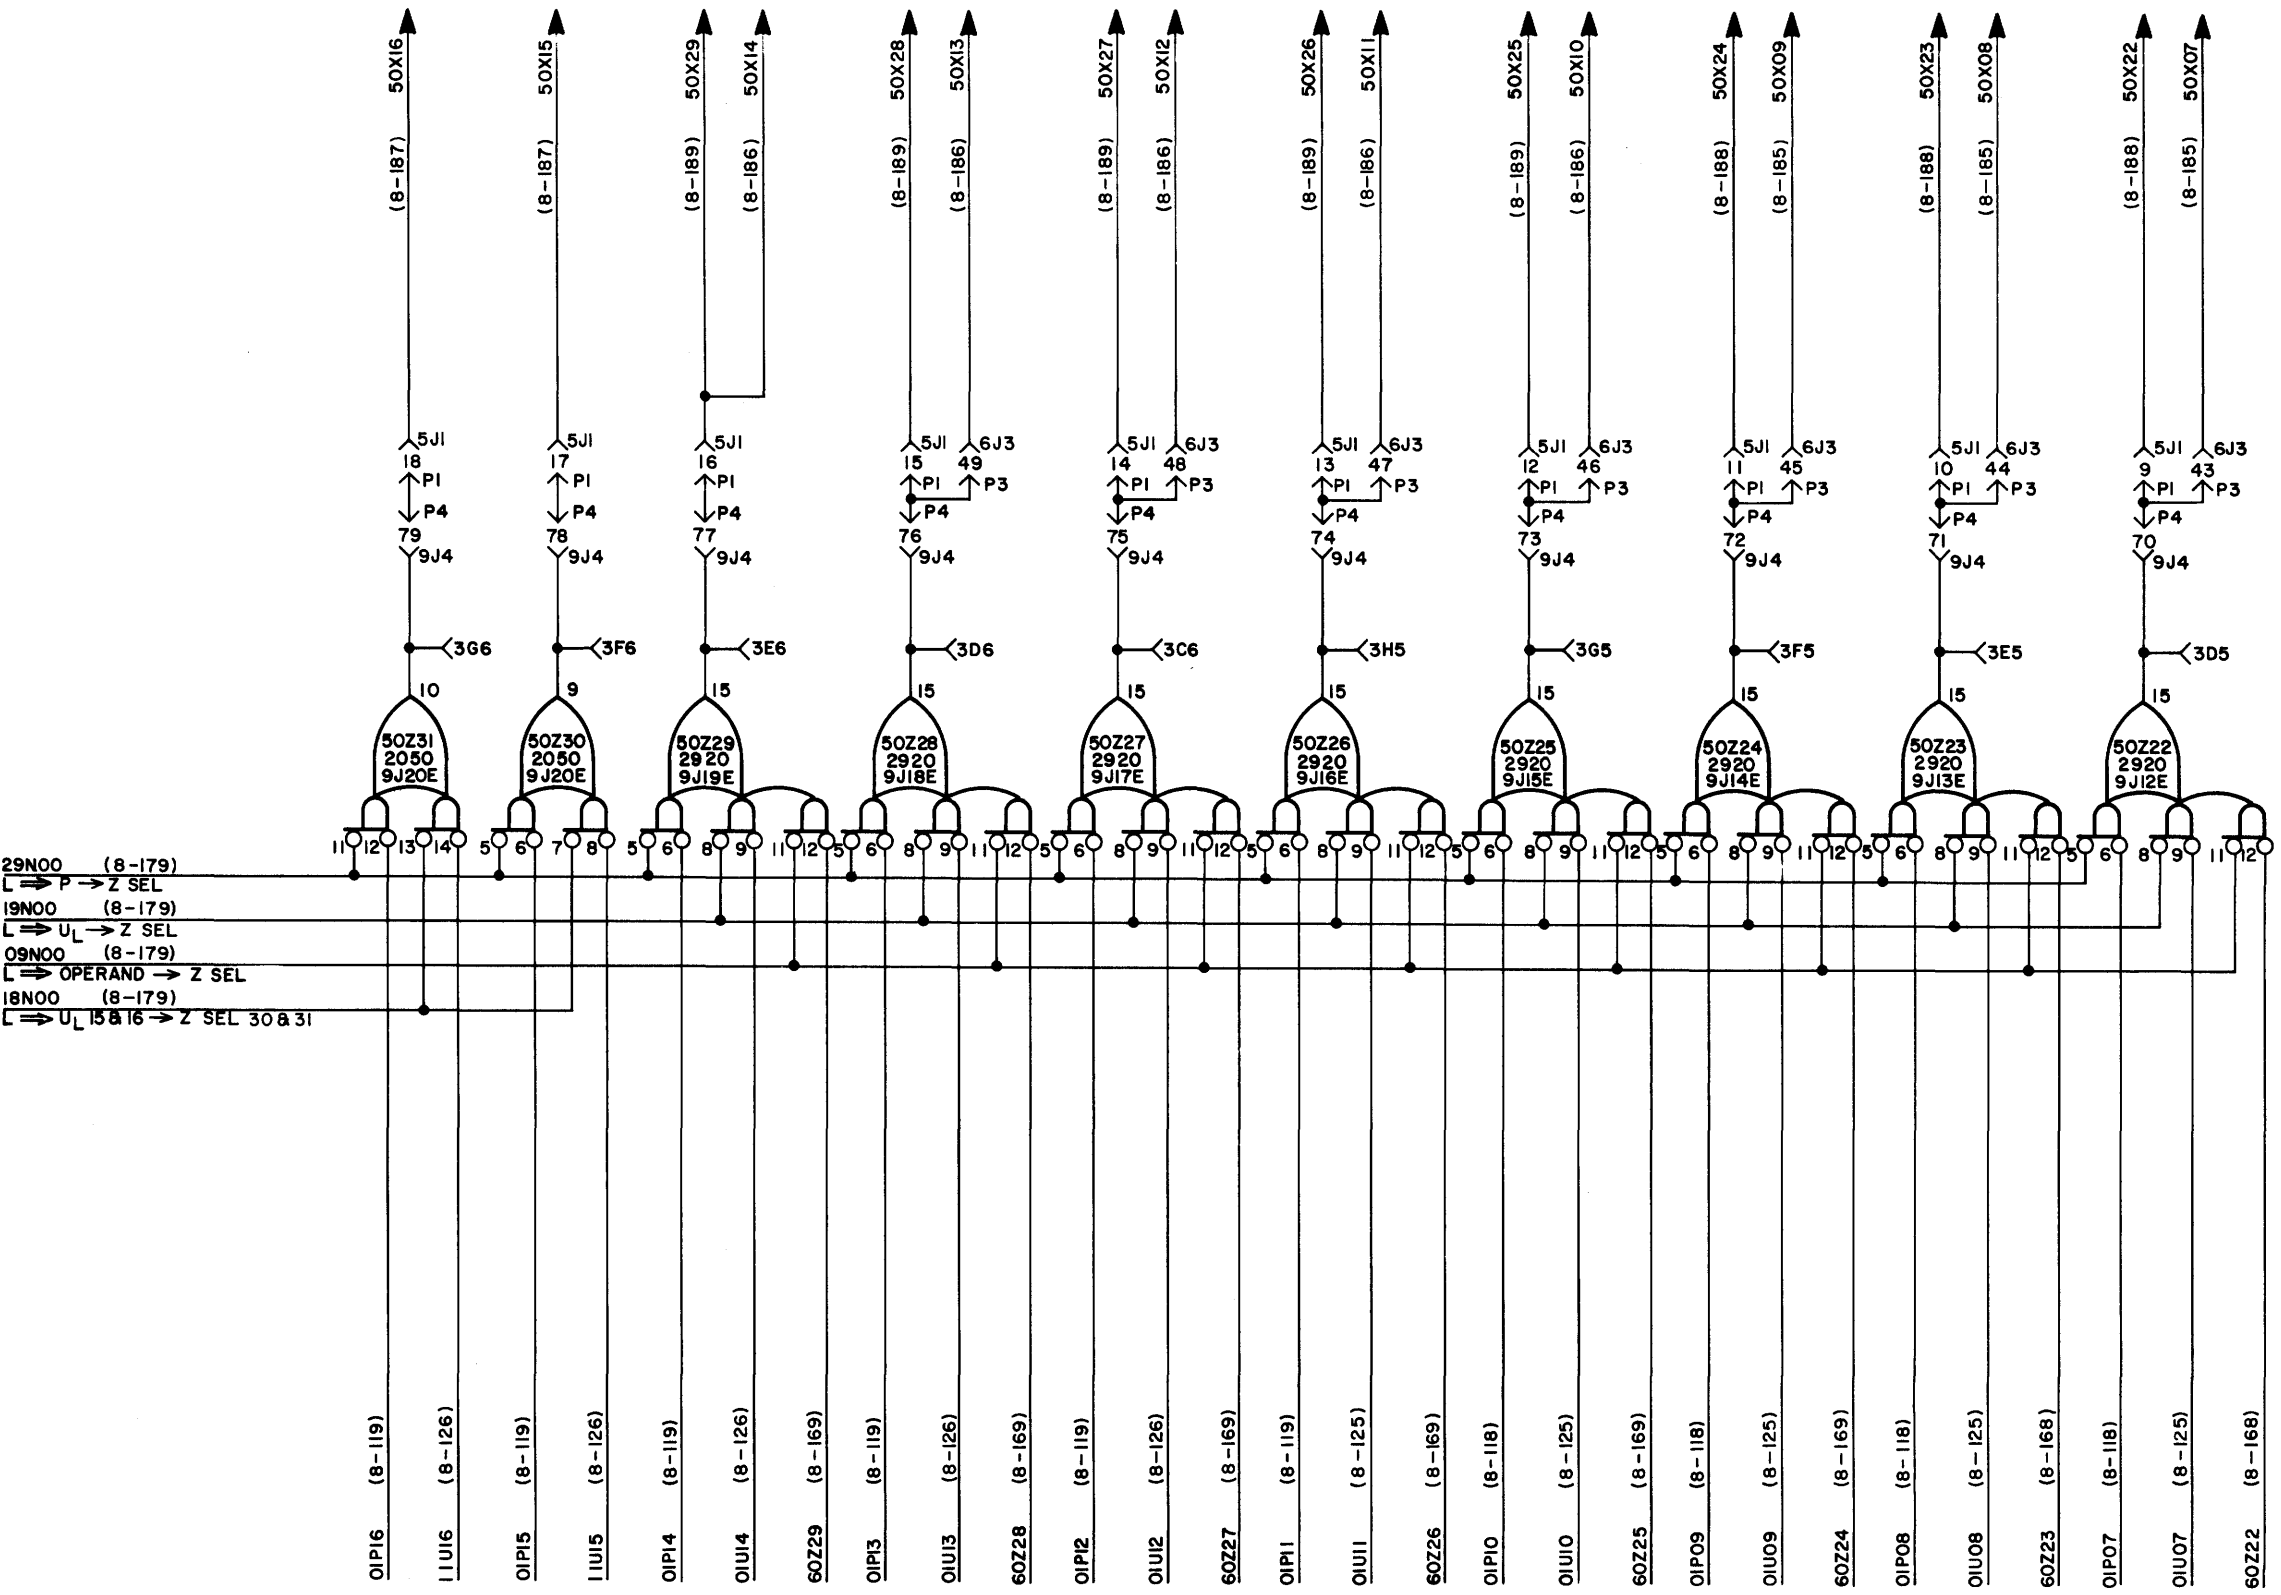 50X16 50X15 50X29 50X14 50X28 50X13 50X27 50X12 50X26 50X11 50X25 50X10 50X24 50X09 50X23 50X08 50X22 50X07
(8-187) (8-187) (8-189) (8-186) (8-189) (8-186) (8-189) (8-186) (8-189) (8-186) (8-189) (8-186) (8-188) (8-185) (8-188) (8-185) (8-188) (8-185)
5J1 5J1 5J1 5J1 6J3 5J1 6J3 5J1 6J3 5J1 6J3 5J1 6J3 5J1 6J3 5J1 6J3
18 17 16 15 49 14 48 13 47 12 46 11 45 10 44 9 43
P1 P1 P1 P1 P3 P1 P3 P1 P3 P1 P3 P1 P3 P1 P3 P1 P3
P4 P4 P4 P4 P4 P4 P4 P4 P4 P4
79 78 77 76 75 74 73 72 71 70
9J4 9J4 9J4 9J4 9J4 9J4 9J4 9J4 9J4 9J4
3G6 3F6 3E6 3D6 3C6 3H5 3G5 3F5 3E5 3D5
10 9 15 15 15 15 15 15 15 15
50Z31 50Z30 50Z29 50Z28 50Z27 50Z26 50Z25 50Z24 50Z23 50Z22
2050 2050 2920 2920 2920 2920 2920 2920 2920 2920
9J20E 9J20E 9J19E 9J18E 9J17E 9J16E 9J15E 9J14E 9J13E 9J12E
11 12 13 14 5 6 7 8 5 6 8 9 11 12 5 6 8 9 11 12 5 6 8 9 11 12 5 6 8 9 11 12 5 6 8 9 11 12 5 6 8 9 11 12 5 6 8 9 11 12 5 6 8 9 11 12
29N00 (8-179)
L ⇒ P → Z SEL
19N00 (8-179)
L ⇒ UL → Z SEL
09N00 (8-179)
L ⇒ OPERAND → Z SEL
18N00 (8-179)
L ⇒ UL 15 & 16 → Z SEL 30 & 31
(8-119) (8-126) (8-119) (8-126) (8-119) (8-126) (8-169) (8-119) (8-126) (8-169) (8-119) (8-126) (8-169) (8-119) (8-125) (8-169) (8-118) (8-125) (8-169) (8-118) (8-125) (8-169) (8-118) (8-125) (8-168) (8-118) (8-125) (8-168)
01P16 11U16 01P15 11U15 01P14 01U14 60Z29 01P13 01U13 60Z28 01P12 01U12 60Z27 01P11 01U11 60Z26 01P10 01U10 60Z25 01P09 01U09 60Z24 01P08 01U08 60Z23 01P07 01U07 60Z22